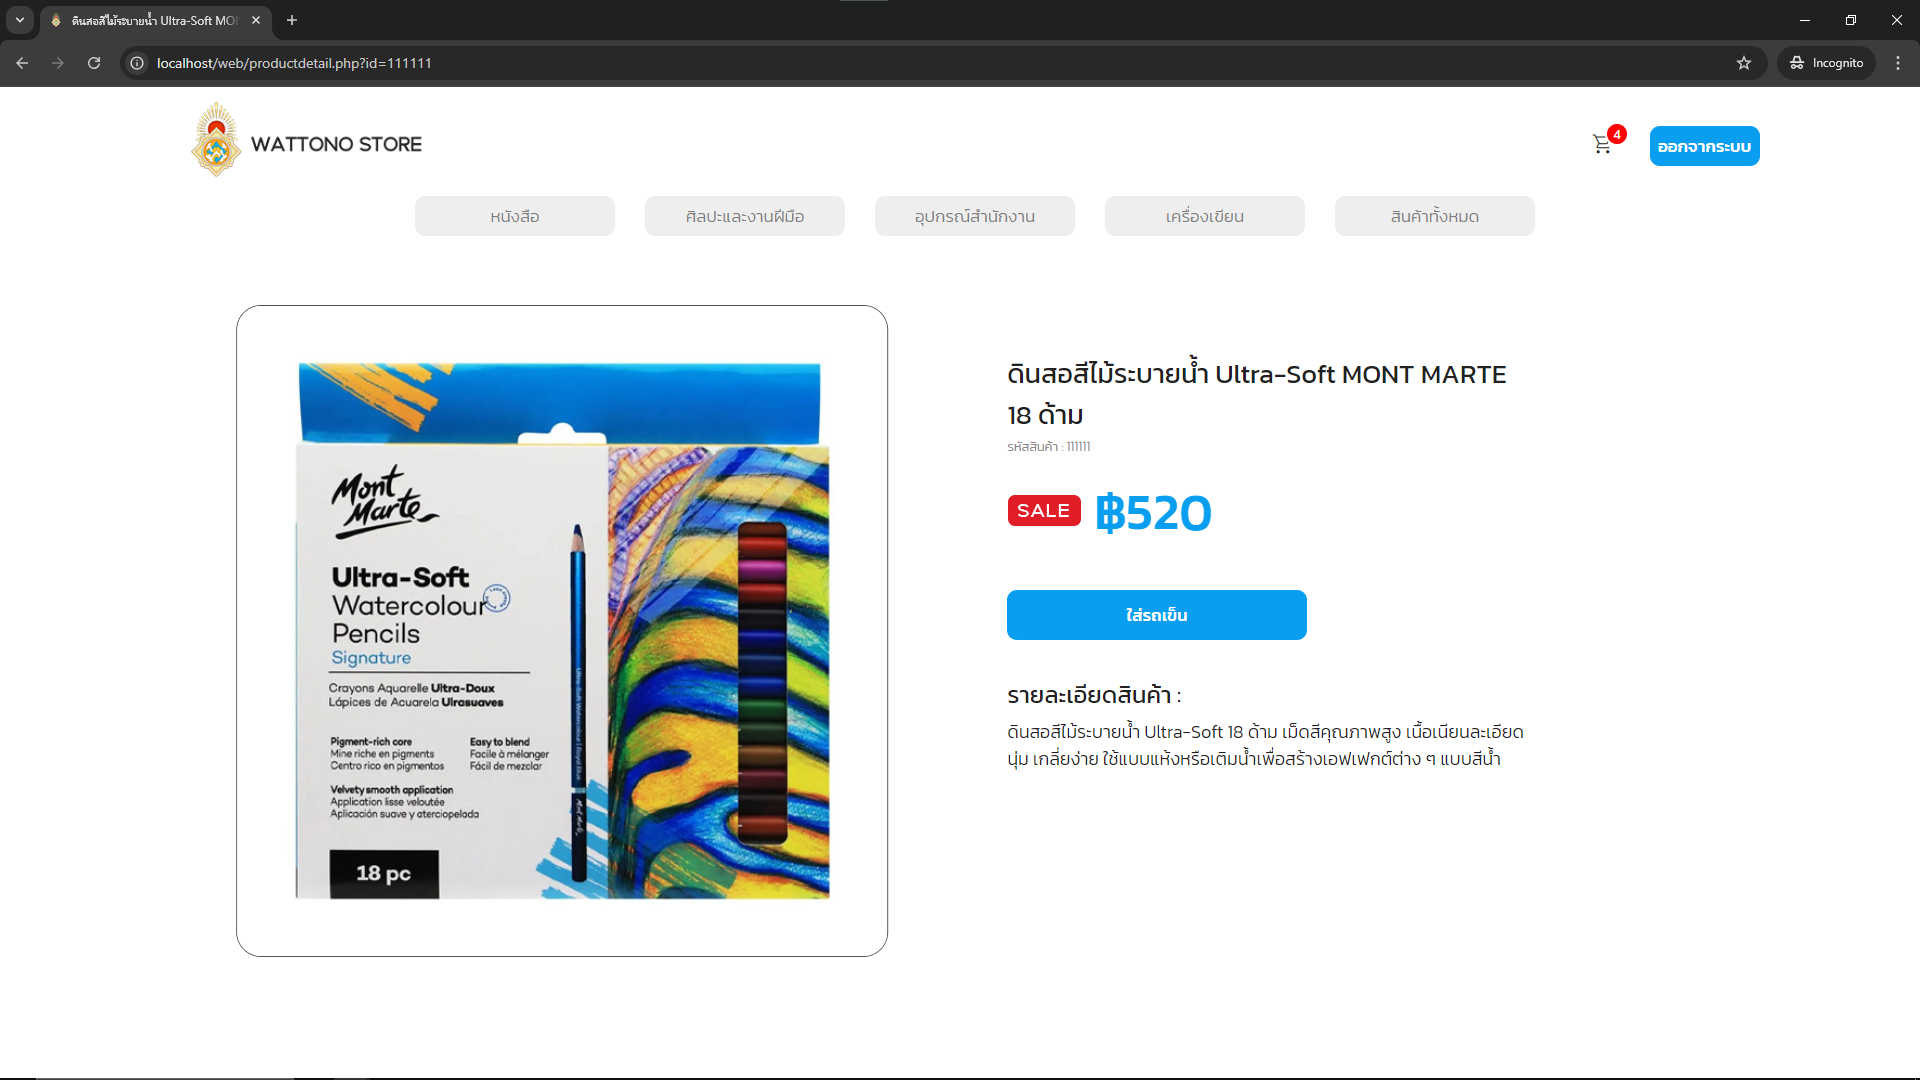 ดินสอสีไม้ระบายน้ำ Ultra-Soft MO
localhost/web/productdetail.php?id=111111
Incognito
WATTONO STORE
4
ออกจากระบบ
หนังสือ
ศิลปะและงานฝีมือ
อุปกรณ์สำนักงาน
เครื่องเขียน
สินค้าทั้งหมด
Mont
Marte
Ultra-Soft
Watercolour
Pencils
Signature
Crayons Aquarelle Ultra-Doux
Lápices de Acuarela Ulrasuaves
Pigment-rich core
Mine riche en pigments
Centro rico en pigmentos
Easy to blend
Facile à mélanger
Fácil de mezclar
Velvety smooth application
Application lisse veloutée
Aplicación suave y aterciopelada
18 pc
Ultra-Soft Watercolour | Royal Blue
Mont Marte
ดินสอสีไม้ระบายน้ำ Ultra-Soft MONT MARTE
18 ด้าม
รหัสสินค้า : 111111
SALE ฿520
ใส่รถเข็น
รายละเอียดสินค้า :
ดินสอสีไม้ระบายน้ำ Ultra-Soft 18 ด้าม เม็ดสีคุณภาพสูง เนื้อเนียนละเอียด
นุ่ม เกลี่ยง่าย ใช้แบบแห้งหรือเติมน้ำเพื่อสร้างเอฟเฟกต์ต่าง ๆ แบบสีน้ำ